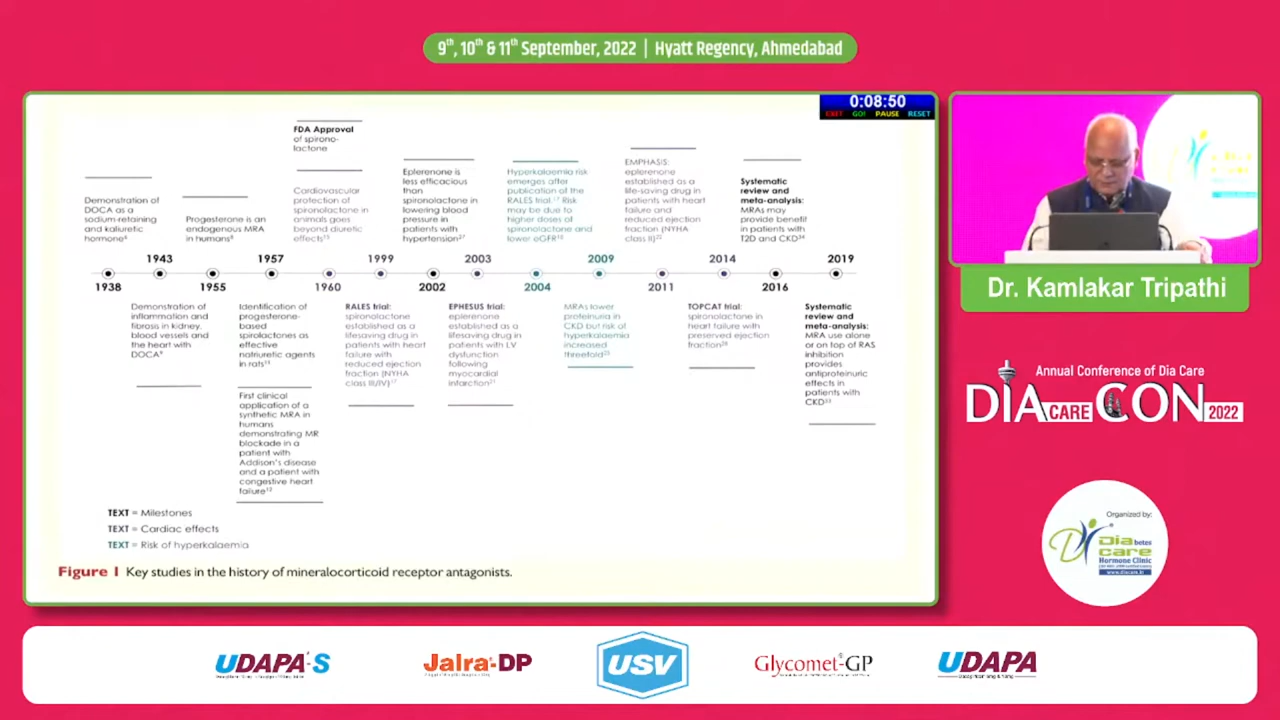 9th, 10th & 11th September, 2022 | Hyatt Regency, Ahmedabad
0:08:50
EXIT GO! PAUSE RESET
FDA Approval
of spirono-
lactone
Demonstration of
DOCA as a
sodium-retaining
and kaliuretic
hormone
Progesterone is an
endogenous MRA
in humans
Cardiovascular
protection of
spironolactone in
animals goes
beyond diuretic
effects
Eplerenone is
less efficacious
than
spironolactone in
lowering blood
pressure in
patients with
hypertension
Hyperkalaemia risk
emerges after
publication of the
RALES trial. Risk
may be due to
higher doses of
spironolactone and
lower eGFR
EMPHASIS:
eplerenone
established as a
life-saving drug in
patients with heart
failure and
reduced ejection
fraction (NYHA
class II)
Systematic
review and
meta-analysis:
MRAs may
provide benefit
in patients with
T2D and CKD
1943 1957 1999 2003 2009 2014 2019
1938 1955 1960 2002 2004 2011 2016
Demonstration of
inflammation and
fibrosis in kidney,
blood vessels and
the heart with
DOCA
Identification of
progesterone-
based
spirolactones as
effective
natriuretic agents
in rats
First clinical
application of a
synthetic MRA in
humans
demonstrating MR
blockade in a
patient with
Addison's disease
and a patient with
congestive heart
failure
RALES trial:
spironolactone
established as a
lifesaving drug in
patients with heart
failure with
reduced ejection
fraction (NYHA
class III/IV)
EPHESUS trial:
eplerenone
established as a
lifesaving drug in
patients with LV
dysfunction
following
myocardial
infarction
MRAs lower
proteinuria in
CKD but risk of
hyperkalaemia
increased
threefold
TOPCAT trial:
spironolactone in
heart failure with
preserved ejection
fraction
Systematic
review and
meta-analysis:
MRA use alone
or on top of RAS
inhibition
provides
antiproteinuric
effects in
patients with
CKD
TEXT = Milestones
TEXT = Cardiac effects
TEXT = Risk of hyperkalaemia
Figure 1 Key studies in the history of mineralocorticoid receptor antagonists.
Dr. Kamlakar Tripathi
Annual Conference of Dia Care
DIA CARE CON 2022
Organized by:
Diabetes
care
Hormone Clinic
www.diacare.in
UDAPA-S
Jalra-DP
USV
Glycomet-GP
UDAPA